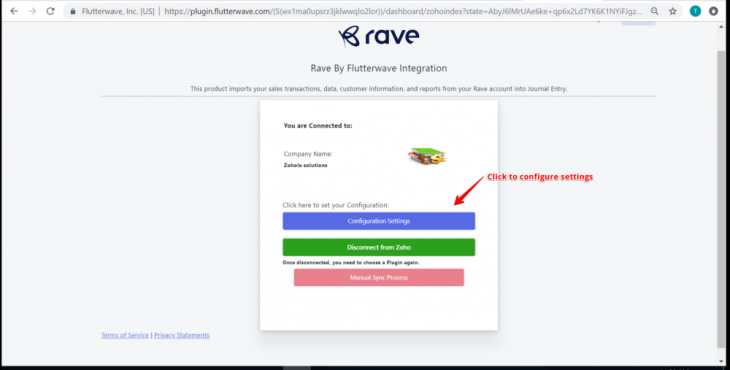 Flutterwave, Inc. [US] | https://plugin.flutterwave.com/(S(wx1ma0upsrz3jklwwqlo2lor))/dashboard/zohoindex?state=AbyJ6lMrUAe6ke+qp6x2Ld7YK6K1NYiFJgz...
T
rave
Rave By Flutterwave Integration
This product imports your sales transactions, data, customer information, and reports from your Rave account into Journal Entry.
You are Connected to:
Company Name:
Zohola solutions
Click to configure settings
Click here to set your Configuration:
Configuration Settings
Disconnect from Zoho
Once disconnected, you need to choose a Plugin again.
Manual Sync Process
Terms of Service | Privacy Statements